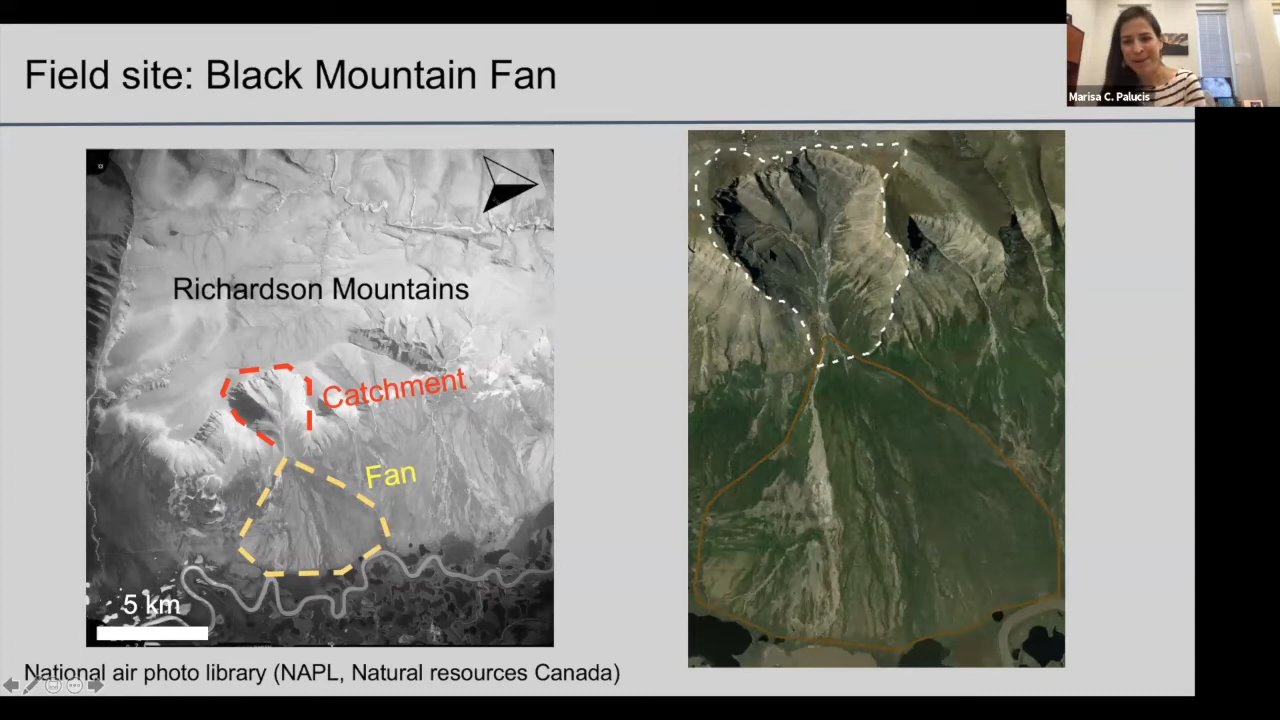 Field site: Black Mountain Fan
Marisa C. Palucis
Richardson Mountains
Catchment
Fan
5 km
National air photo library (NAPL, Natural resources Canada)